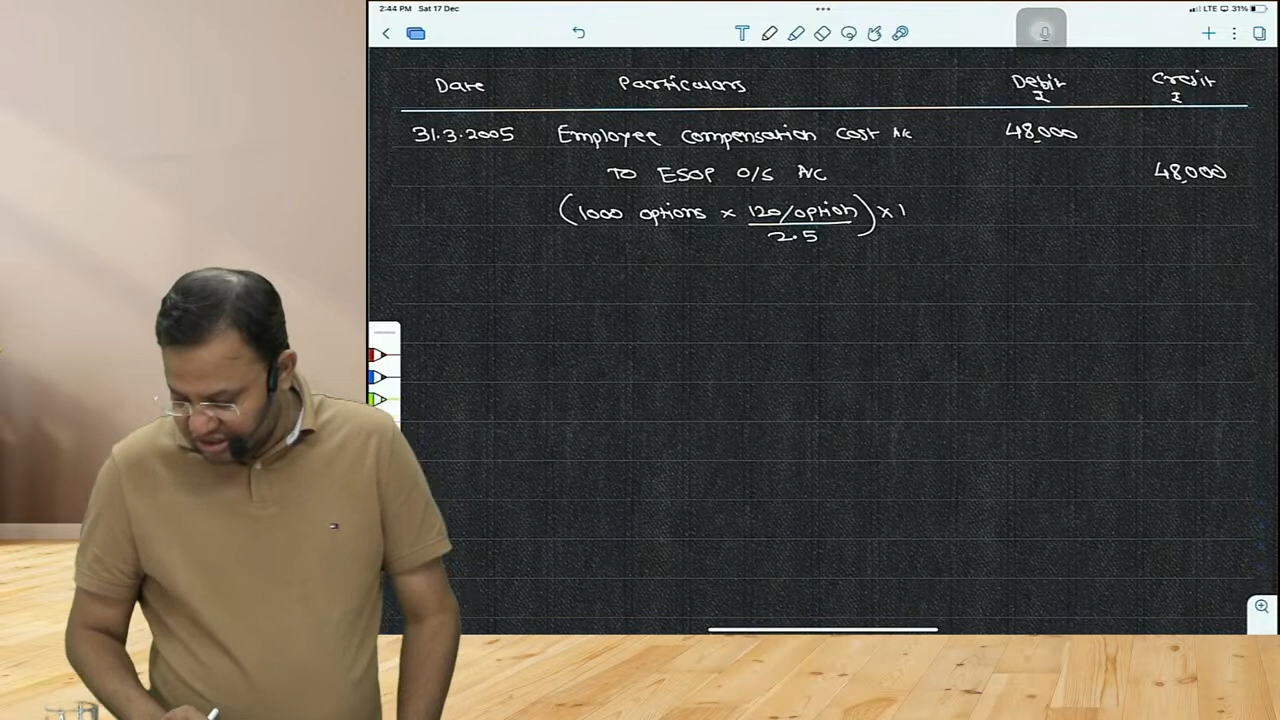 2:44 PM Sat 17 Dec
LTE 31%
T
Date Particulars Debit ₹ Credit ₹
31.3.2005 Employee compensation cost A/c 48,000
To ESOP O/S A/C 48,000
(1000 options × 120/option) × 1
2.5